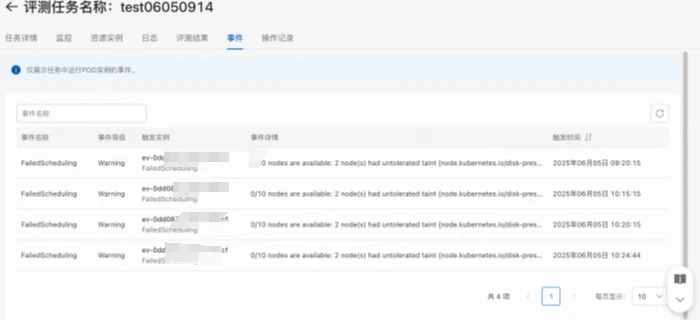 ← 评测任务名称：test06050914
任务详情 监控 资源实例 日志 评测结果 事件 操作记录
仅展示任务中运行POD实例的事件。
事件名称
事件名称 事件等级 触发实例 事件详情 触发时间
FailedScheduling Warning ev-0dd nodes are available: 2 node(s) had untolerated taint {node.kubernetes.io/disk-pres... 2025年06月05日 09:20:15
FailedScheduling
FailedScheduling Warning ev-0dd08 0/10 nodes are available: 2 node(s) had untolerated taint {node.kubernetes.io/disk-pres... 2025年06月05日 10:15:15
FailedScheduling
FailedScheduling Warning ev-0dd08 cf 0/10 nodes are available: 2 node(s) had untolerated taint {node.kubernetes.io/disk-pres... 2025年06月05日 10:20:15
FailedScheduling
FailedScheduling Warning ev-0dd cf 0/10 nodes are available: 2 node(s) had untolerated taint {node.kubernetes.io/disk-pres... 2025年06月05日 10:24:44
FailedScheduling
共 4 项 1 每页显示： 10